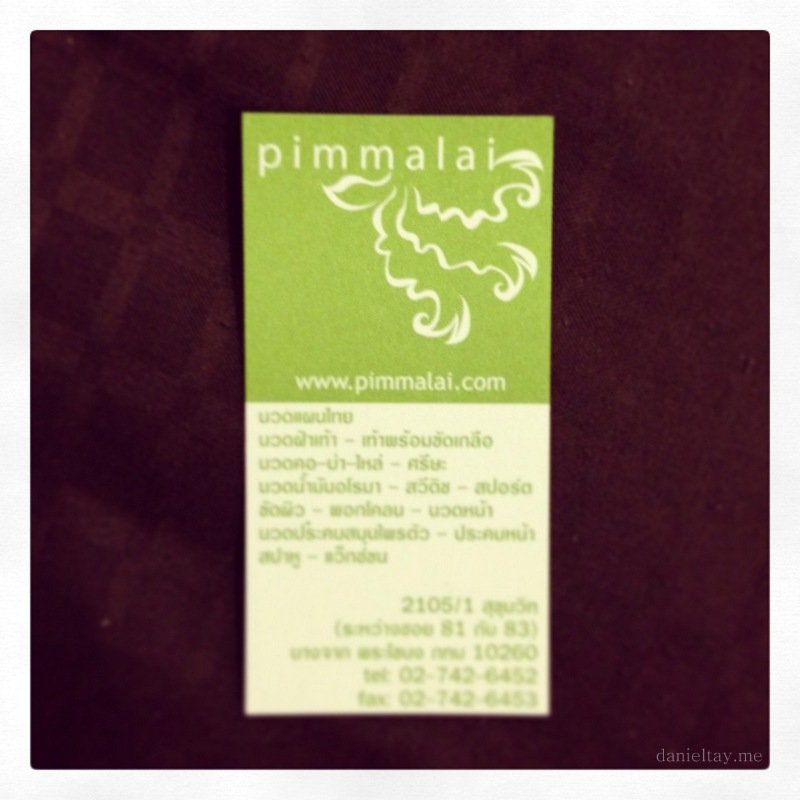 pimmalai
www.pimmalai.com
นวดแผนไทย
นวดฝ่าเท้า - เท้าพร้อมขัดเกลือ
นวดคอ-บ่า-ไหล่ - ศรีษะ
นวดน้ำมันอโรมา - สวีดิช - สปอร์ต
ขัดผิว - พอกโคลน - นวดหน้า
นวดประคบสมุนไพรตัว - ประคบหน้า
สปาหู - แว็กซ์ขน
2105/1 สุขุมวิท
(ระหว่างซอย 81 กับ 83)
บางจาก พระโขนง กทม 10260
tel: 02-742-6452
fax: 02-742-6453
danieltay.me